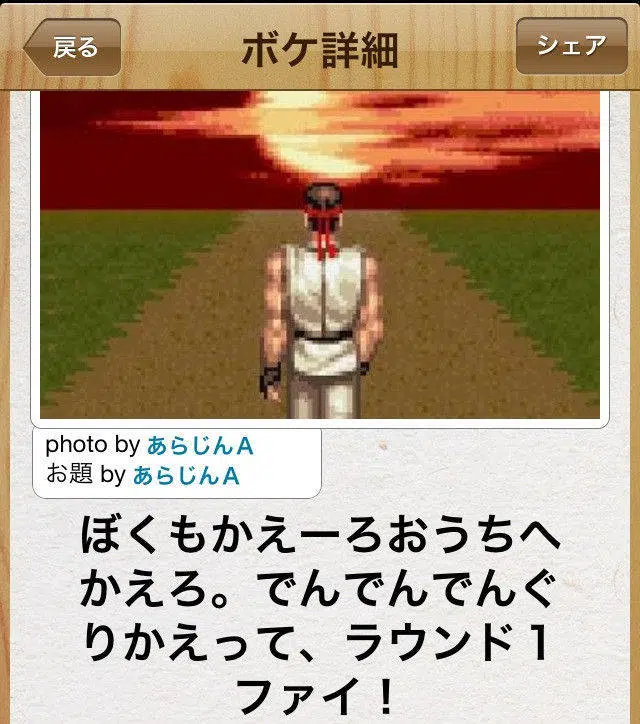 戻る
ボケ詳細
シェア
photo by あらじんA
お題 by あらじんA
ぼくもかえーろおうちへ
かえろ。でんでんでんぐ
りかえって、ラウンド１
ファイ！